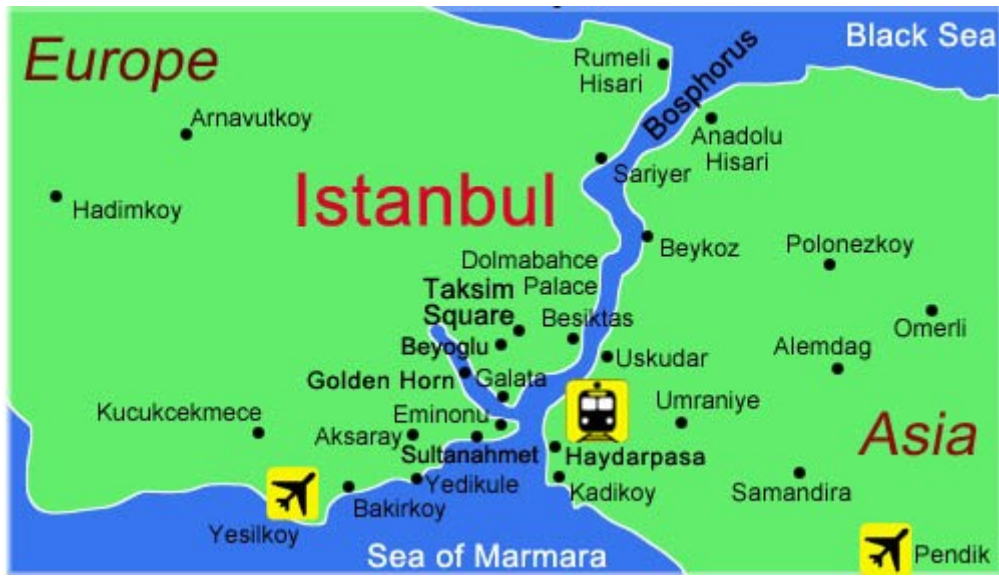 Europe
Black Sea
Rumeli
Hisari
Bosphorus
Arnavutkoy
Anadolu
Hisari
Sariyer
Istanbul
Hadimkoy
Beykoz
Polonezkoy
Dolmabahce
Palace
Taksim
Square
Besiktas
Omerli
Beyoglu
Uskudar
Alemdag
Golden Horn
Galata
Umraniye
Kucukcekmece
Eminonu
Aksaray
Asia
Sultanahmet
Haydarpasa
Yedikule
Kadikoy
Samandira
Bakirkoy
Yesilkoy
Sea of Marmara
Pendik